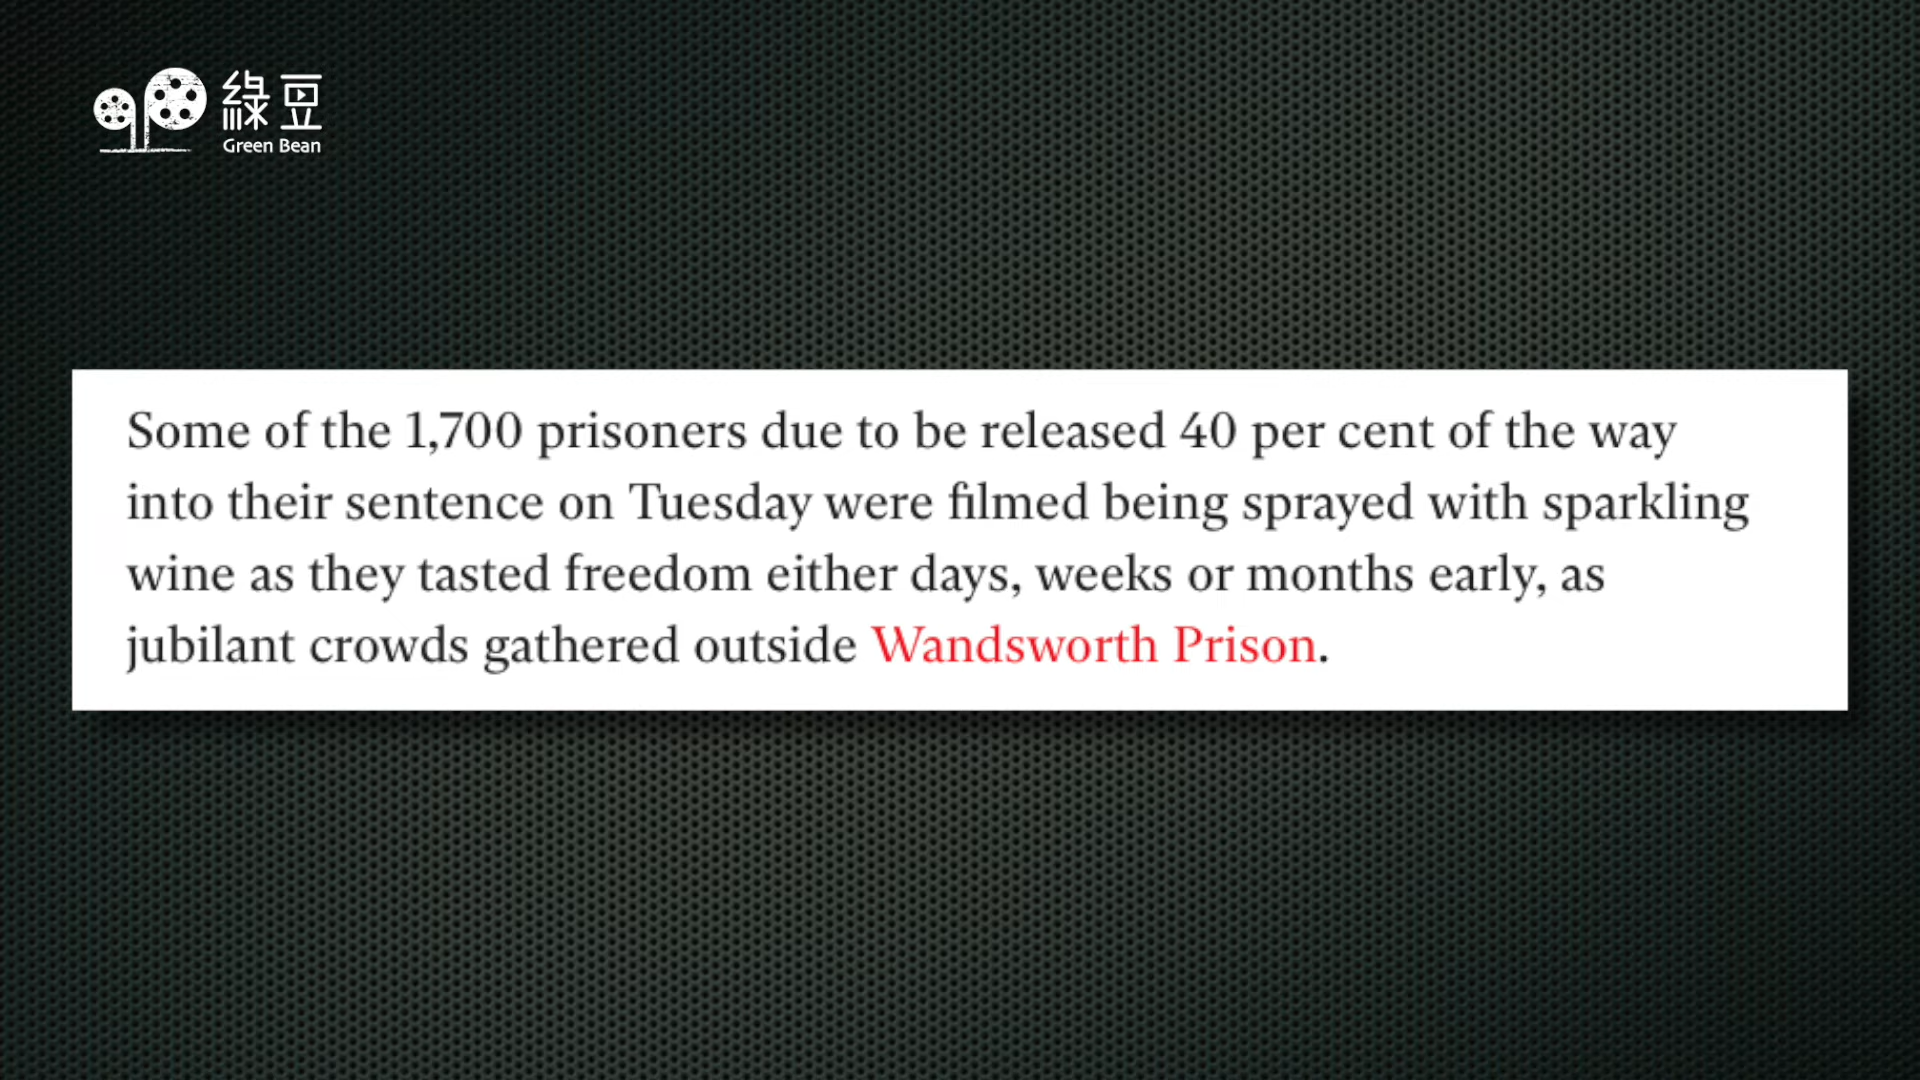 綠豆
Green Bean
Some of the 1,700 prisoners due to be released 40 per cent of the way
into their sentence on Tuesday were filmed being sprayed with sparkling
wine as they tasted freedom either days, weeks or months early, as
jubilant crowds gathered outside Wandsworth Prison.